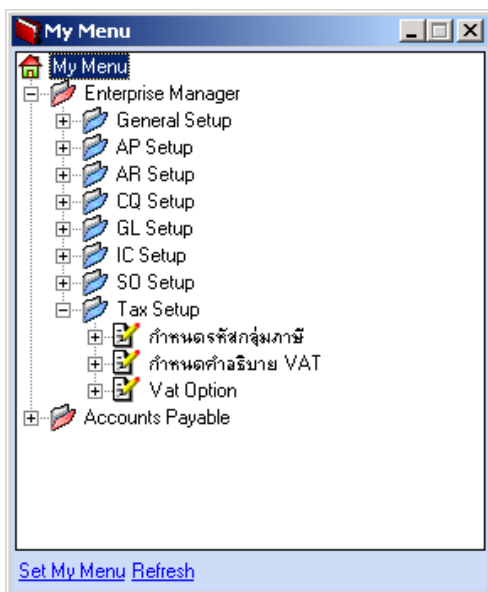 My Menu
My Menu
Enterprise Manager
General Setup
AP Setup
AR Setup
CQ Setup
GL Setup
IC Setup
SO Setup
Tax Setup
กำหนดรหัสกลุ่มภาษี
กำหนดคำอธิบาย VAT
Vat Option
Accounts Payable
Set My Menu Refresh